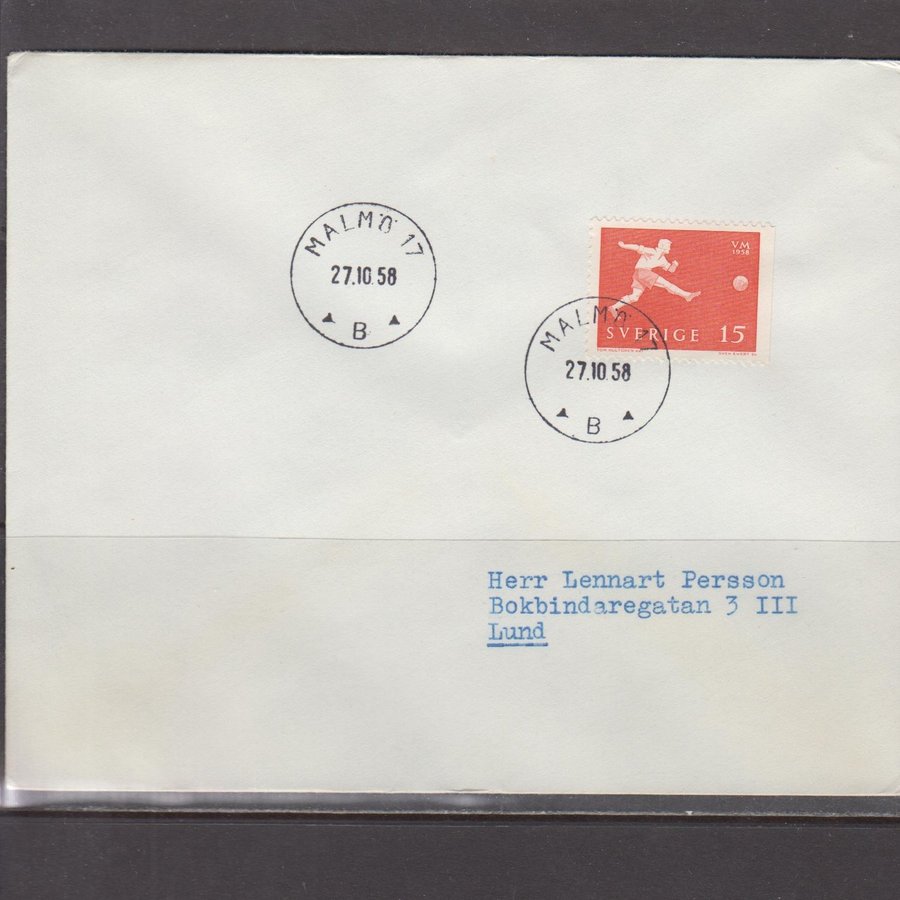 MALMÖ 17
27.10.58
B
VM
1958
SVERIGE 15
MALMÖ 17
27.10.58
B
Herr Lennart Persson
Bokbindaregatan 3 III
Lund